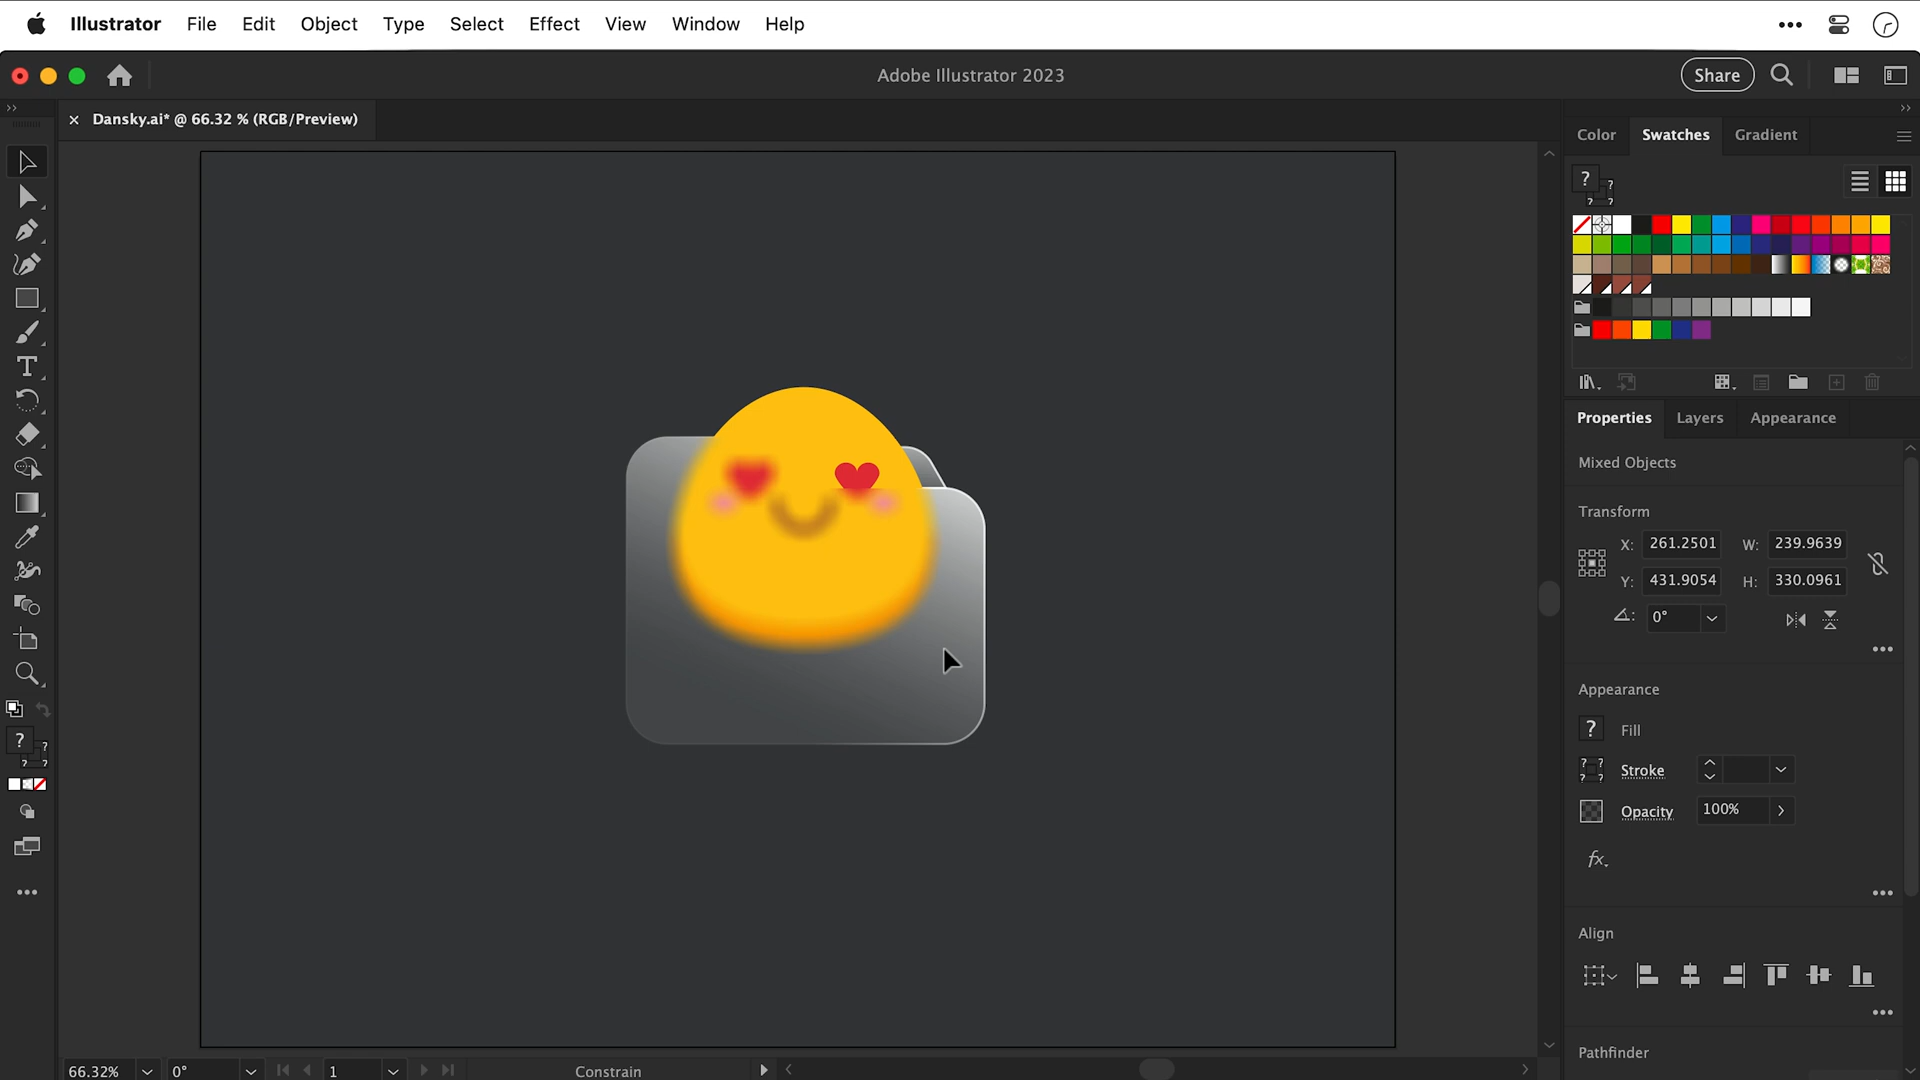 Illustrator File Edit Object Type Select Effect View Window Help
Adobe Illustrator 2023
Share
Dansky.ai* @ 66.32 % (RGB/Preview)
Color Swatches Gradient
Properties Layers Appearance
Mixed Objects
Transform
X: 261.2501 W: 239.9639
Y: 431.9054 H: 330.0961
0°
Appearance
? Fill
Stroke
Opacity 100%
fx.
Align
Pathfinder
66.32% 0° 1 Constrain